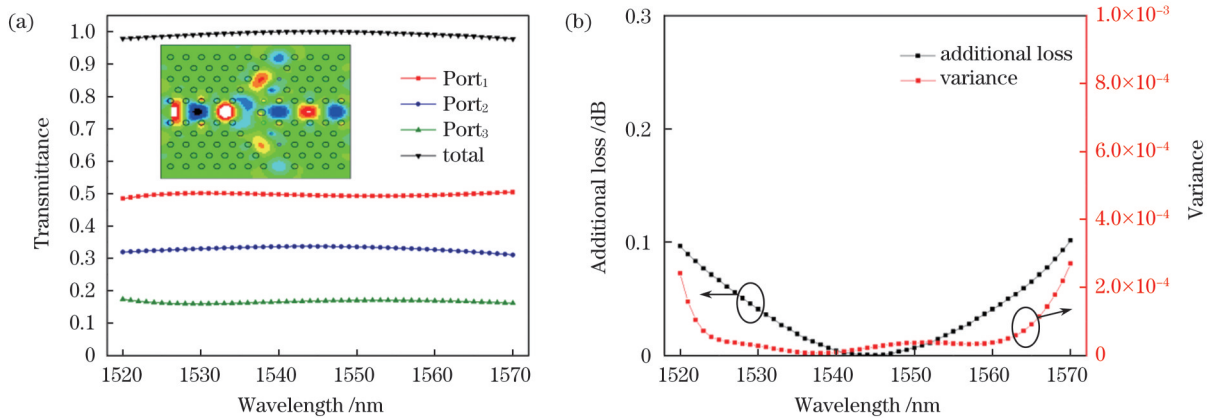 (a)
1.0
0.9
0.8
0.7
0.6
0.5
0.4
0.3
0.2
0.1
0
Transmittance
Port1
Port2
Port3
total
1520 1530 1540 1550 1560 1570
Wavelength /nm
(b)
0.3
0.2
0.1
0
Additional loss /dB
additional loss
variance
1.0×10⁻³
8.0×10⁻⁴
6.0×10⁻⁴
4.0×10⁻⁴
2.0×10⁻⁴
0
Variance
1520 1530 1540 1550 1560 1570
Wavelength /nm